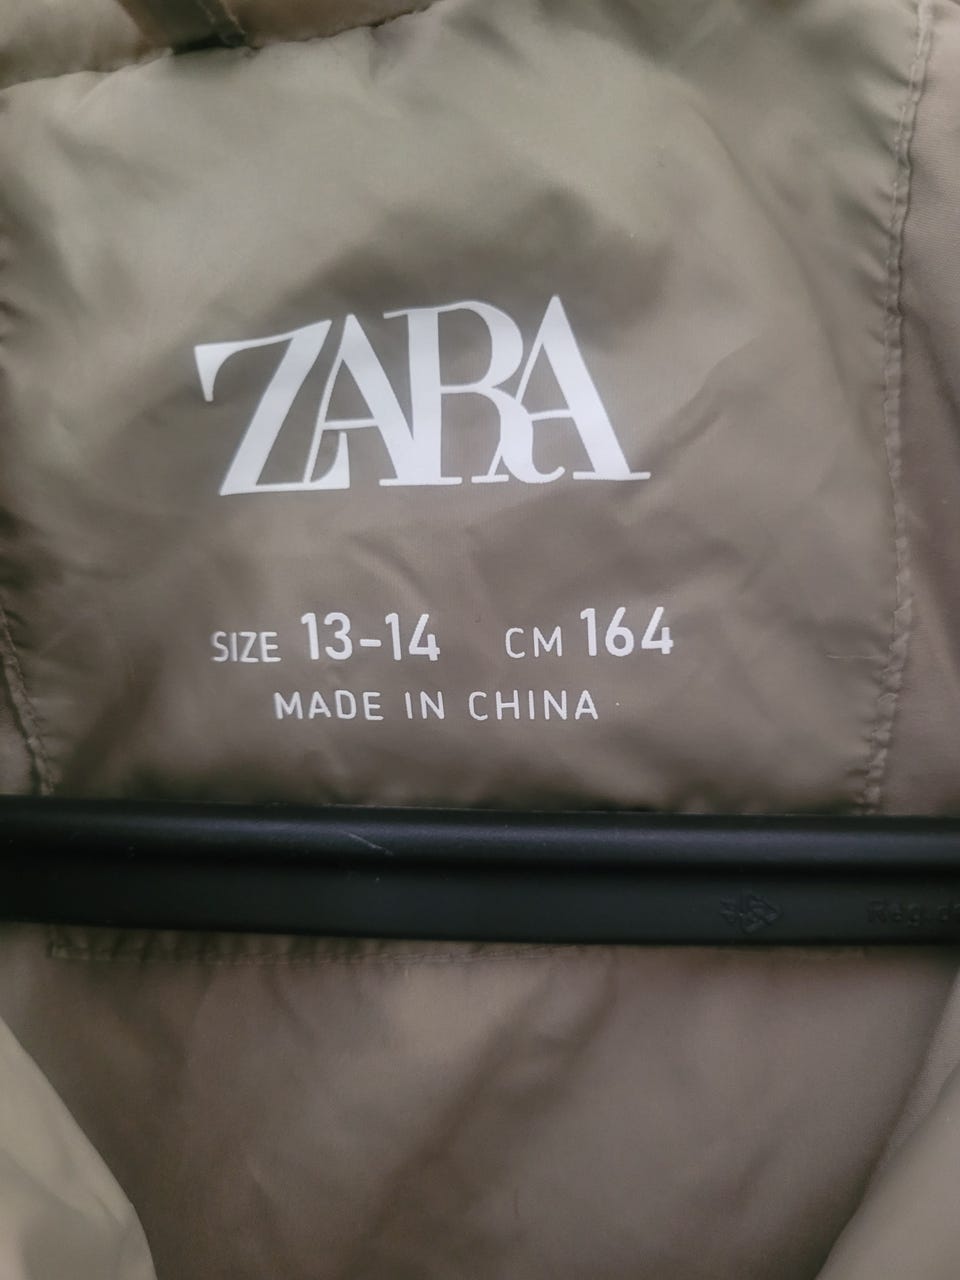 ZARA
SIZE 13-14 CM 164
MADE IN CHINA